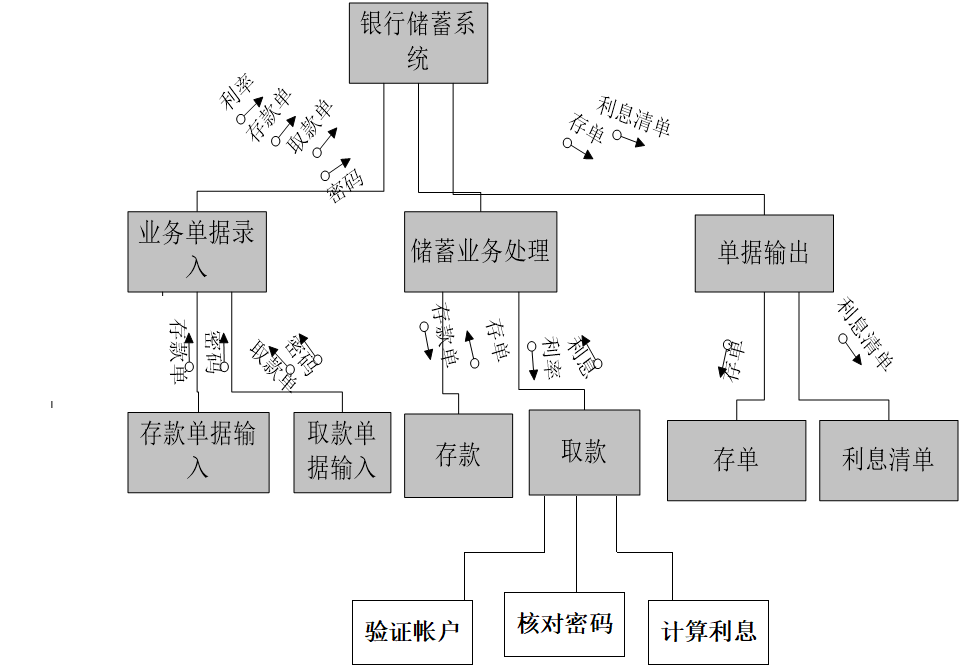 银行储蓄系
统
利率
存款单
取款单
密码
存单
利息清单
业务单据录
入
储蓄业务处理
单据输出
存款单
密码
取款单
密码
存款单
存单
利率
利息
存单
利息清单
存款单据输
入
取款单
据输入
存款
取款
存单
利息清单
验证帐户
核对密码
计算利息